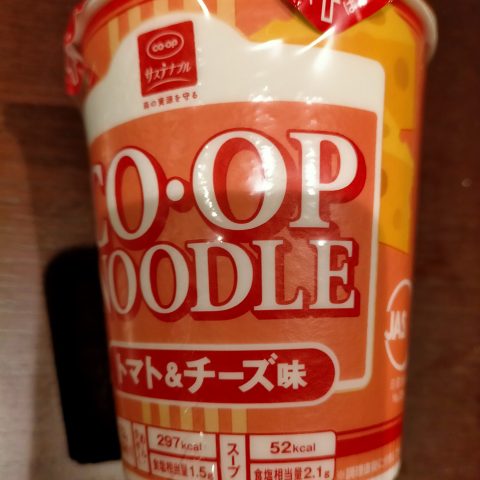 co-op
サステナブル
森の資源を守る
CO・OP
NOODLE
トマト&チーズ味
JAS
297kcal
食塩相当量1.5g
スープ
52kcal
食塩相当量2.1g